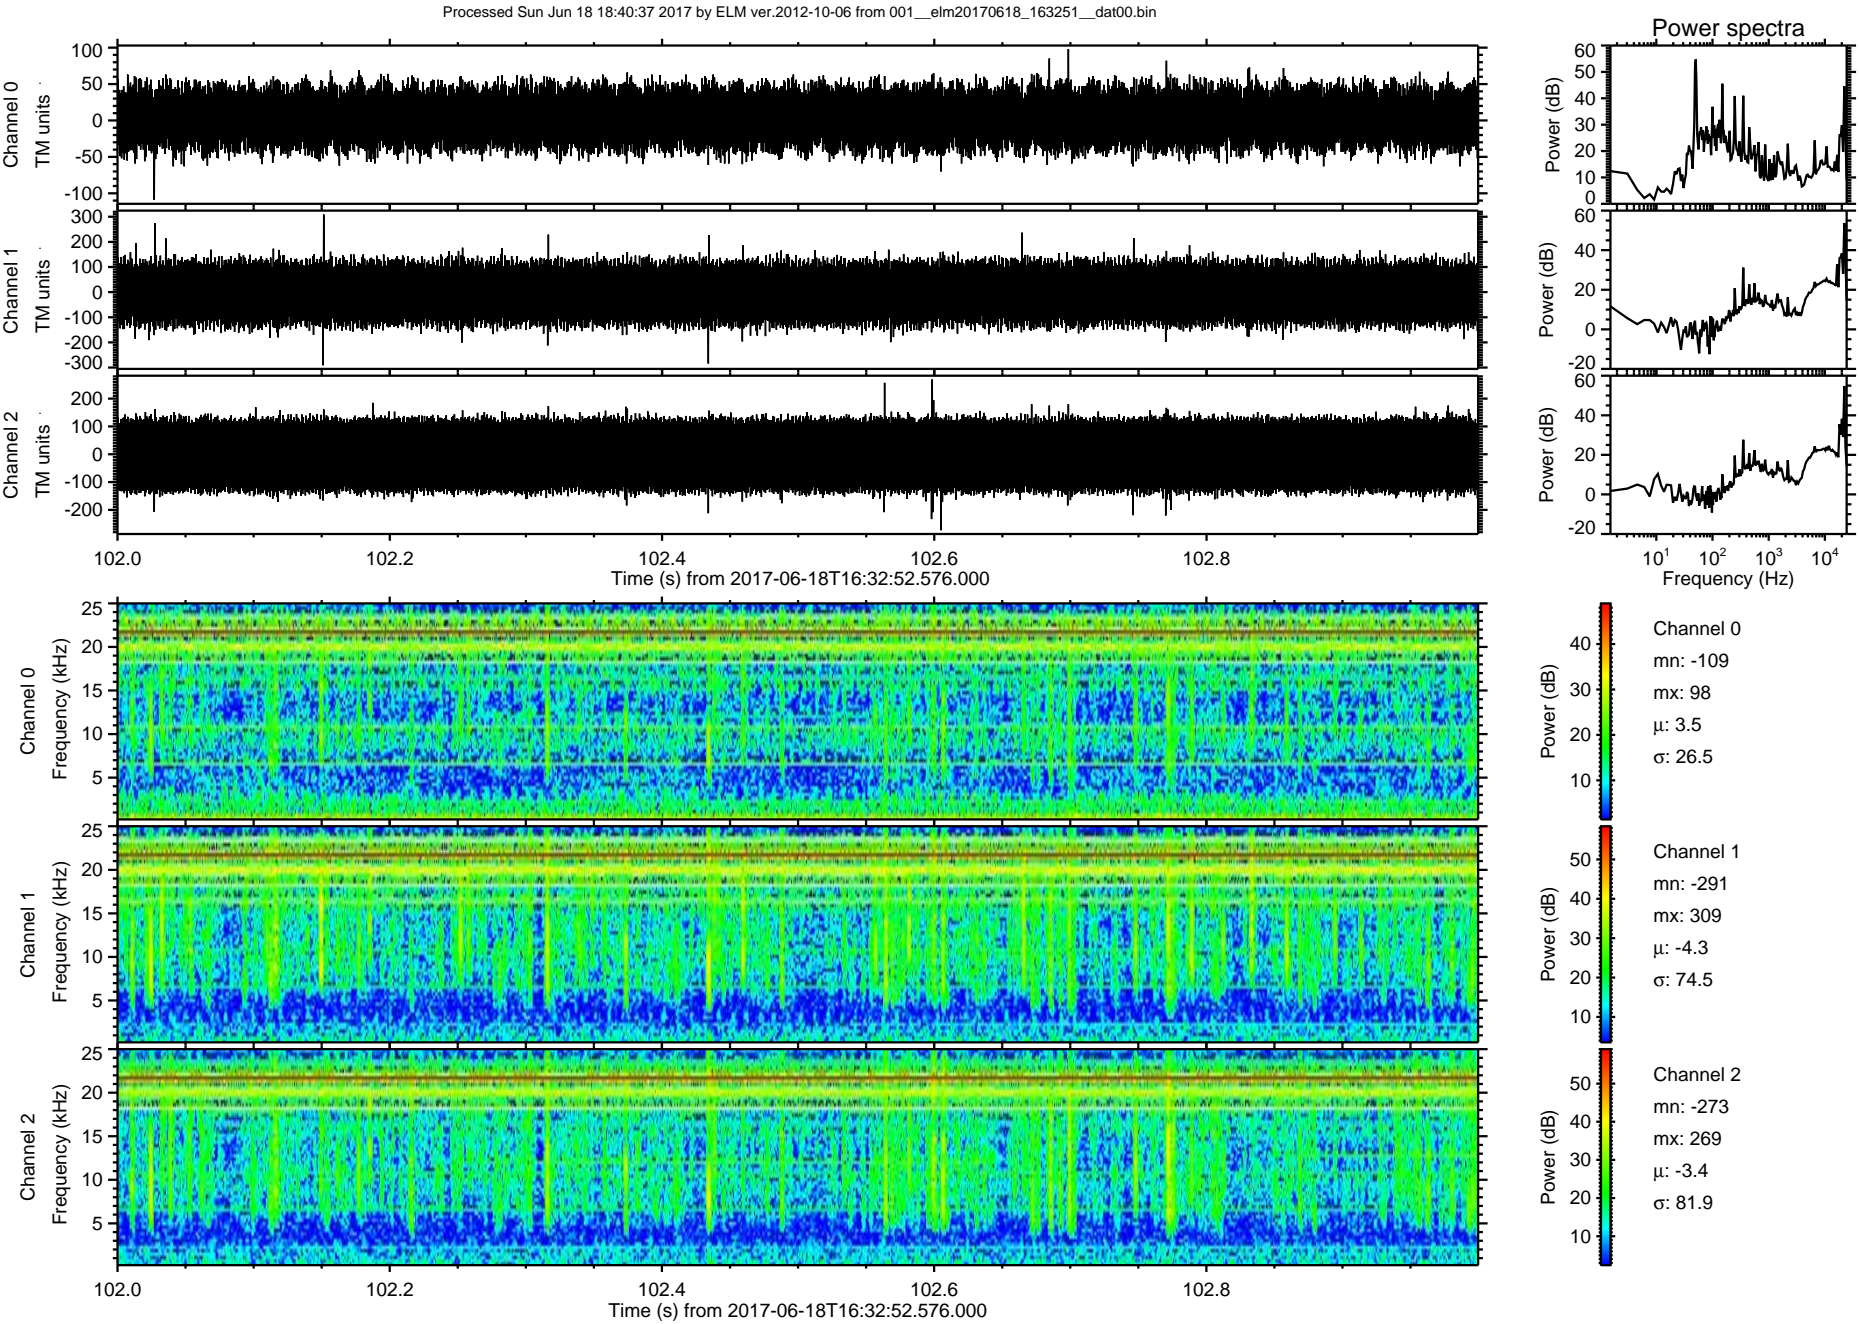 Processed Sun Jun 18 18:40:37 2017 by ELM ver.2012-10-06 from 001__elm20170618_163251__dat00.bin
Power spectra
Channel 0
TM units
100
50
0
-50
-100
Power (dB)
60
50
40
30
20
10
0
Channel 1
TM units
300
200
100
0
-100
-200
-300
Power (dB)
60
40
20
0
-20
Channel 2
TM units
200
100
0
-100
-200
Power (dB)
60
40
20
0
-20
102.0 102.2 102.4 102.6 102.8
Time (s) from 2017-06-18T16:32:52.576.000
10¹ 10² 10³ 10⁴
Frequency (Hz)
Channel 0
Frequency (kHz)
25
20
15
10
5
Power (dB)
40
30
20
10
Channel 0
mn: -109
mx: 98
μ: 3.5
σ: 26.5
Channel 1
Frequency (kHz)
25
20
15
10
5
Power (dB)
50
40
30
20
10
Channel 1
mn: -291
mx: 309
μ: -4.3
σ: 74.5
Channel 2
Frequency (kHz)
25
20
15
10
5
Power (dB)
50
40
30
20
10
Channel 2
mn: -273
mx: 269
μ: -3.4
σ: 81.9
102.0 102.2 102.4 102.6 102.8
Time (s) from 2017-06-18T16:32:52.576.000